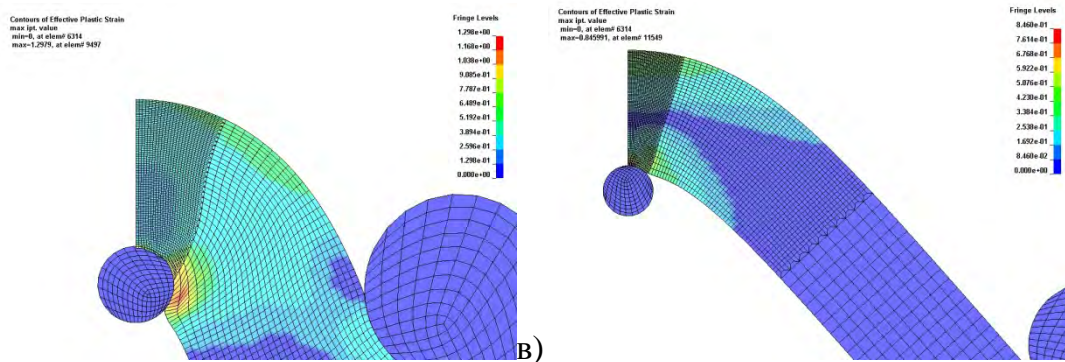 Contours of Effective Plastic Strain
max ipt. value
min=0, at elem# 6314
max=1.2979, at elem# 9497
Fringe Levels
1.298e+00
1.168e+00
1.038e+00
9.085e-01
7.787e-01
6.489e-01
5.192e-01
3.894e-01
2.596e-01
1.298e-01
0.000e+00
в)
Contours of Effective Plastic Strain
max ipt. value
min=0, at elem# 6314
max=0.845991, at elem# 11549
Fringe Levels
8.460e-01
7.614e-01
6.768e-01
5.922e-01
5.076e-01
4.230e-01
3.384e-01
2.538e-01
1.692e-01
8.460e-02
0.000e+00